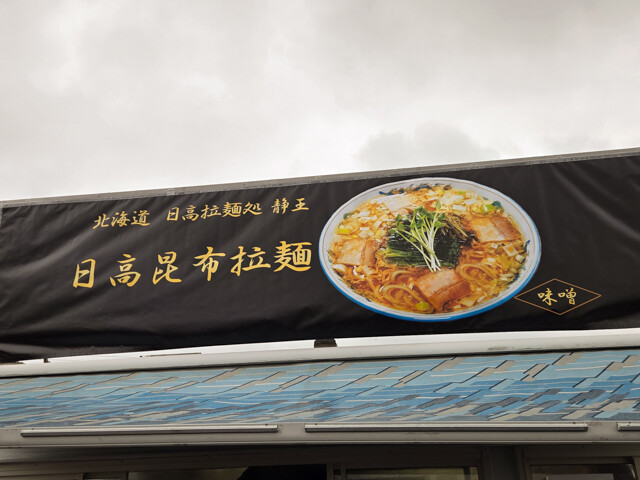 北海道 日高拉麺処 静王
日高昆布拉麺
味噌